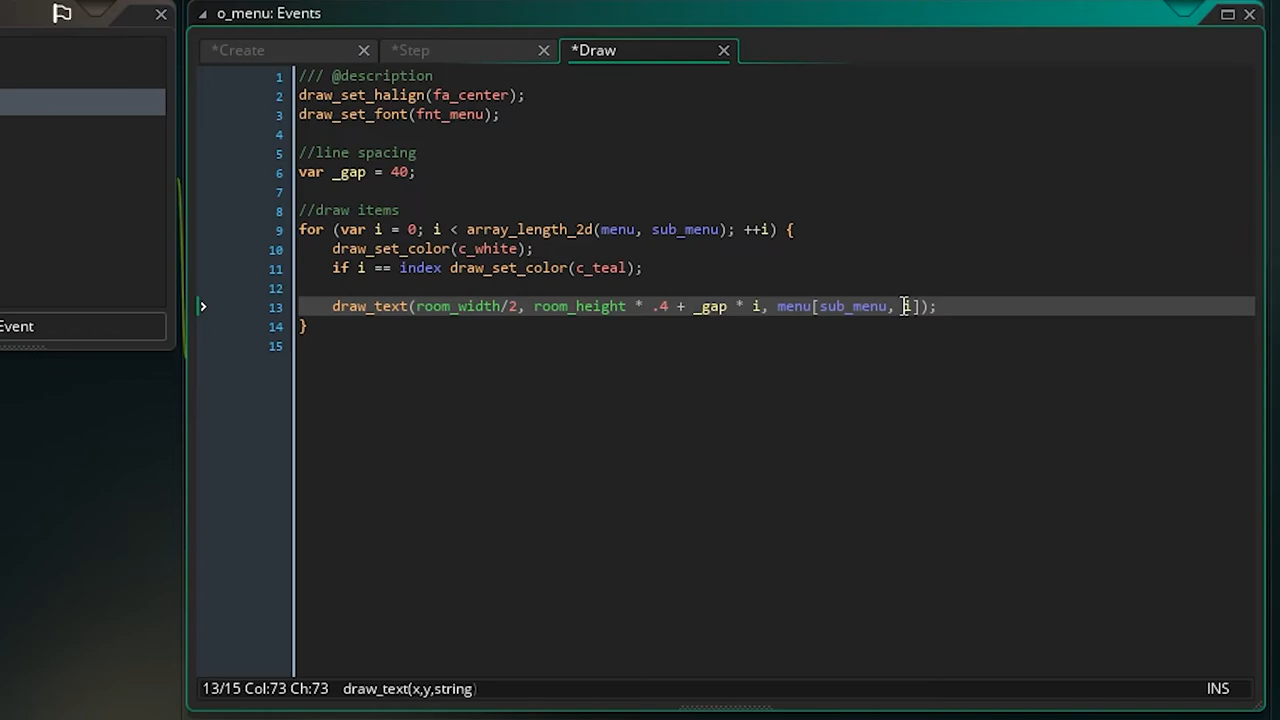 o_menu: Events
*Create
*Step
*Draw
1 /// @description
2 draw_set_halign(fa_center);
3 draw_set_font(fnt_menu);
4
5 //line spacing
6 var _gap = 40;
7
8 //draw items
9 for (var i = 0; i < array_length_2d(menu, sub_menu); ++i) {
10 draw_set_color(c_white);
11 if i == index draw_set_color(c_teal);
12
13 draw_text(room_width/2, room_height * .4 + _gap * i, menu[sub_menu, i]);
14 }
15
Event
13/15 Col:73 Ch:73 draw_text(x,y,string)
INS